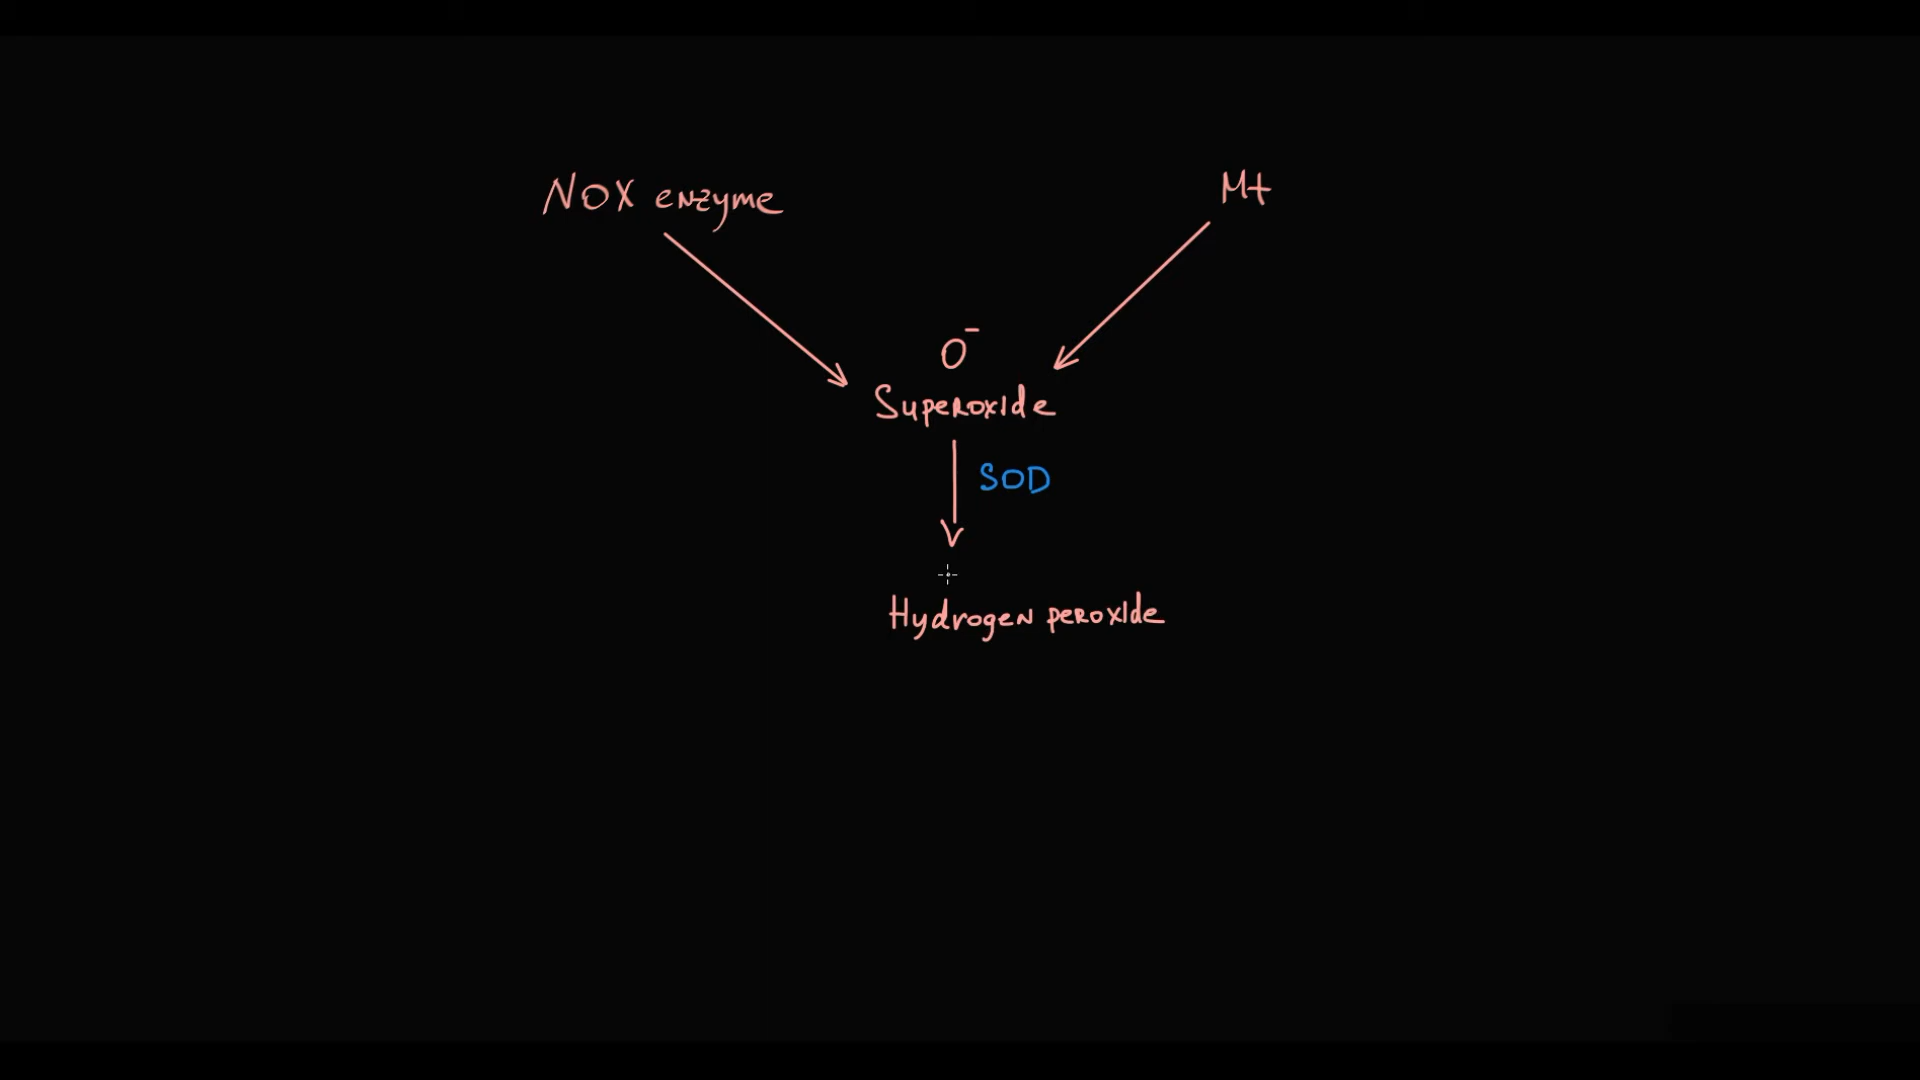 NOX enzyme
Mt
O⁻
Superoxide
SOD
Hydrogen peroxide